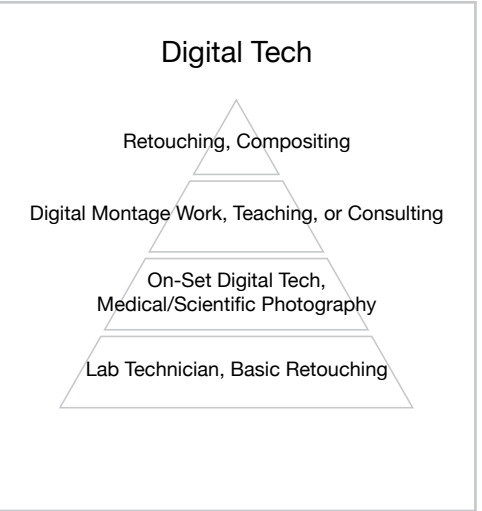 Digital Tech
Retouching, Compositing
Digital Montage Work, Teaching, or Consulting
On-Set Digital Tech,
Medical/Scientific Photography
Lab Technician, Basic Retouching